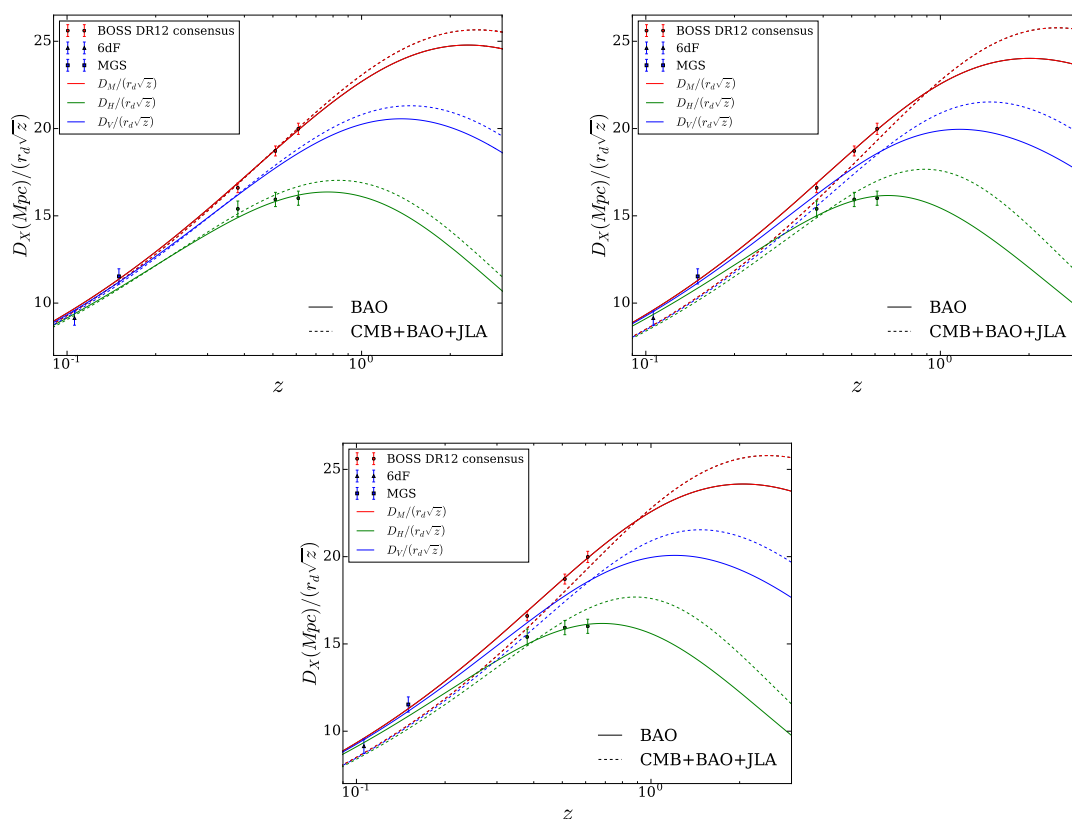 BOSS DR12 consensus
6dF
MGS
D_M/(r_d√z)
D_H/(r_d√z)
D_V/(r_d√z)
BAO
CMB+BAO+JLA
D_X(Mpc)/(r_d√z)
25
20
15
10
10^{-1}
10^0
z
BOSS DR12 consensus
6dF
MGS
D_M/(r_d√z)
D_H/(r_d√z)
D_V/(r_d√z)
BAO
CMB+BAO+JLA
D_X(Mpc)/(r_d√z)
25
20
15
10
10^{-1}
10^0
z
BOSS DR12 consensus
6dF
MGS
D_M/(r_d√z)
D_H/(r_d√z)
D_V/(r_d√z)
BAO
CMB+BAO+JLA
D_X(Mpc)/(r_d√z)
25
20
15
10
10^{-1}
10^0
z